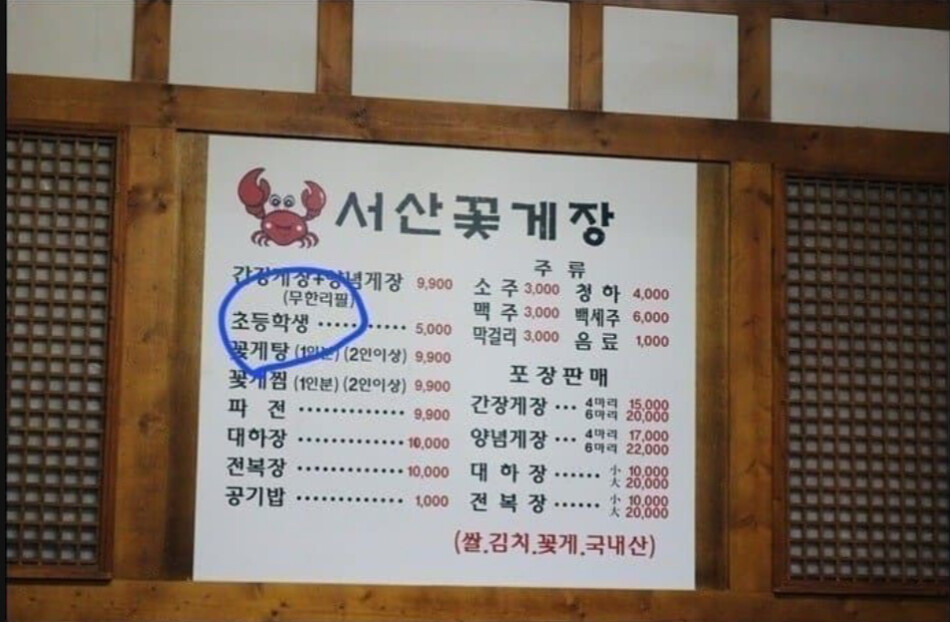 서산꽃게장
간장게장+양념게장 9,900
(무한리필)
초등학생 ············ 5,000
꽃게탕 (1인분) (2인이상) 9,900
꽃게찜 (1인분) (2인이상) 9,900
파 전 ·············· 9,900
대하장 ·············· 10,000
전복장 ·············· 10,000
공기밥 ·············· 1,000
주 류
소 주 3,000 청 하 4,000
맥 주 3,000 백세주 6,000
막걸리 3,000 음 료 1,000
포장판매
간장게장 ··· 4마리 15,000
6마리 20,000
양념게장 ··· 4마리 17,000
6마리 22,000
대 하 장 ······ 小 10,000
大 20,000
전 복 장 ······ 小 10,000
大 20,000
(쌀.김치.꽃게.국내산)